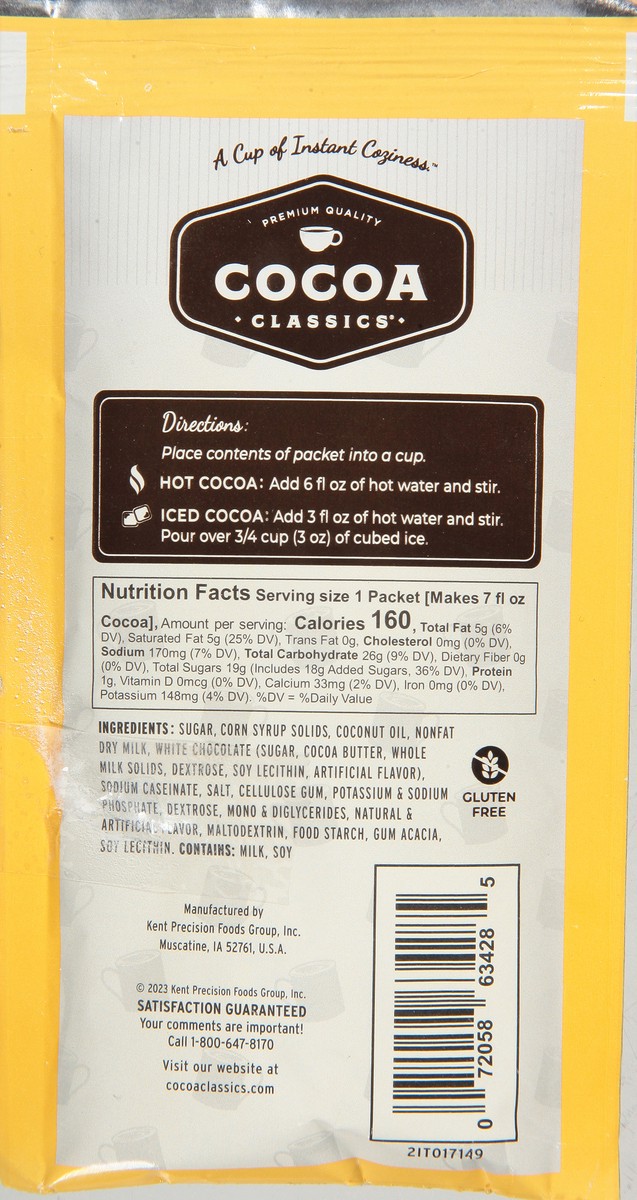 A Cup of Instant Coziness.™
PREMIUM QUALITY
COCOA
CLASSICS®
Directions:
Place contents of packet into a cup.
HOT COCOA: Add 6 fl oz of hot water and stir.
ICED COCOA: Add 3 fl oz of hot water and stir.
Pour over 3/4 cup (3 oz) of cubed ice.
Nutrition Facts Serving size 1 Packet [Makes 7 fl oz
Cocoa], Amount per serving: Calories 160, Total Fat 5g (6%
DV), Saturated Fat 5g (25% DV), Trans Fat 0g, Cholesterol 0mg (0% DV),
Sodium 170mg (7% DV), Total Carbohydrate 26g (9% DV), Dietary Fiber 0g
(0% DV), Total Sugars 19g (Includes 18g Added Sugars, 36% DV), Protein
1g, Vitamin D 0mcg (0% DV), Calcium 33mg (2% DV), Iron 0mg (0% DV),
Potassium 148mg (4% DV). %DV = %Daily Value
INGREDIENTS: SUGAR, CORN SYRUP SOLIDS, COCONUT OIL, NONFAT
DRY MILK, WHITE CHOCOLATE (SUGAR, COCOA BUTTER, WHOLE
MILK SOLIDS, DEXTROSE, SOY LECITHIN, ARTIFICIAL FLAVOR),
SODIUM CASEINATE, SALT, CELLULOSE GUM, POTASSIUM & SODIUM
PHOSPHATE, DEXTROSE, MONO & DIGLYCERIDES, NATURAL &
ARTIFICIAL FLAVOR, MALTODEXTRIN, FOOD STARCH, GUM ACACIA,
SOY LECITHIN. CONTAINS: MILK, SOY
GLUTEN
FREE
Manufactured by
Kent Precision Foods Group, Inc.
Muscatine, IA 52761, U.S.A.
© 2023 Kent Precision Foods Group, Inc.
SATISFACTION GUARANTEED
Your comments are important!
Call 1-800-647-8170
Visit our website at
cocoaclassics.com
0 72058 63428 5
21T017149